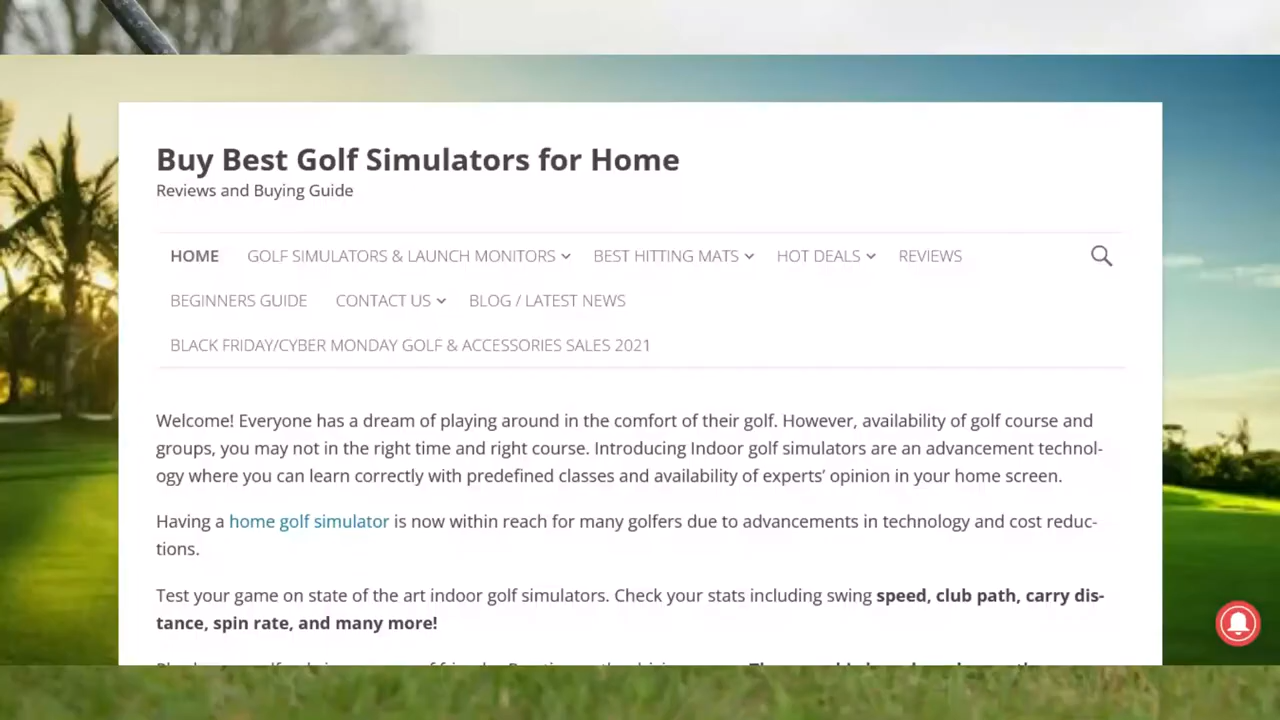 Buy Best Golf Simulators for Home
Reviews and Buying Guide
HOME GOLF SIMULATORS & LAUNCH MONITORS BEST HITTING MATS HOT DEALS REVIEWS
BEGINNERS GUIDE CONTACT US BLOG / LATEST NEWS
BLACK FRIDAY/CYBER MONDAY GOLF & ACCESSORIES SALES 2021
Welcome! Everyone has a dream of playing around in the comfort of their golf. However, availability of golf course and
groups, you may not in the right time and right course. Introducing Indoor golf simulators are an advancement technol-
ogy where you can learn correctly with predefined classes and availability of experts’ opinion in your home screen.
Having a home golf simulator is now within reach for many golfers due to advancements in technology and cost reduc-
tions.
Test your game on state of the art indoor golf simulators. Check your stats including swing speed, club path, carry dis-
tance, spin rate, and many more!